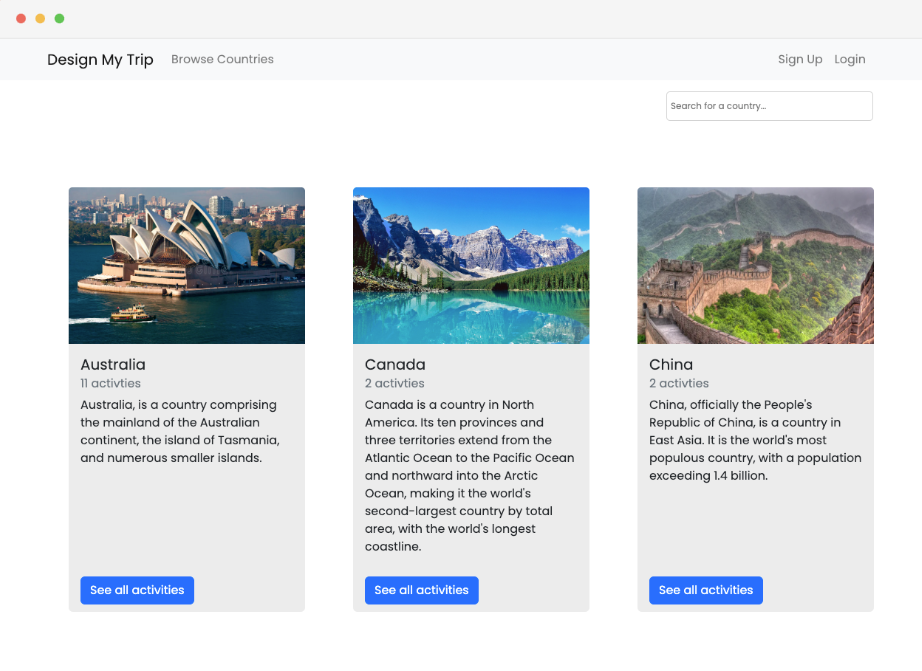 Design My Trip Browse Countries Sign Up Login
Search for a country...
Australia
11 activties
Australia, is a country comprising
the mainland of the Australian
continent, the island of Tasmania,
and numerous smaller islands.
See all activities
Canada
2 activties
Canada is a country in North
America. Its ten provinces and
three territories extend from the
Atlantic Ocean to the Pacific Ocean
and northward into the Arctic
Ocean, making it the world's
second-largest country by total
area, with the world's longest
coastline.
See all activities
China
2 activties
China, officially the People's
Republic of China, is a country in
East Asia. It is the world's most
populous country, with a population
exceeding 1.4 billion.
See all activities